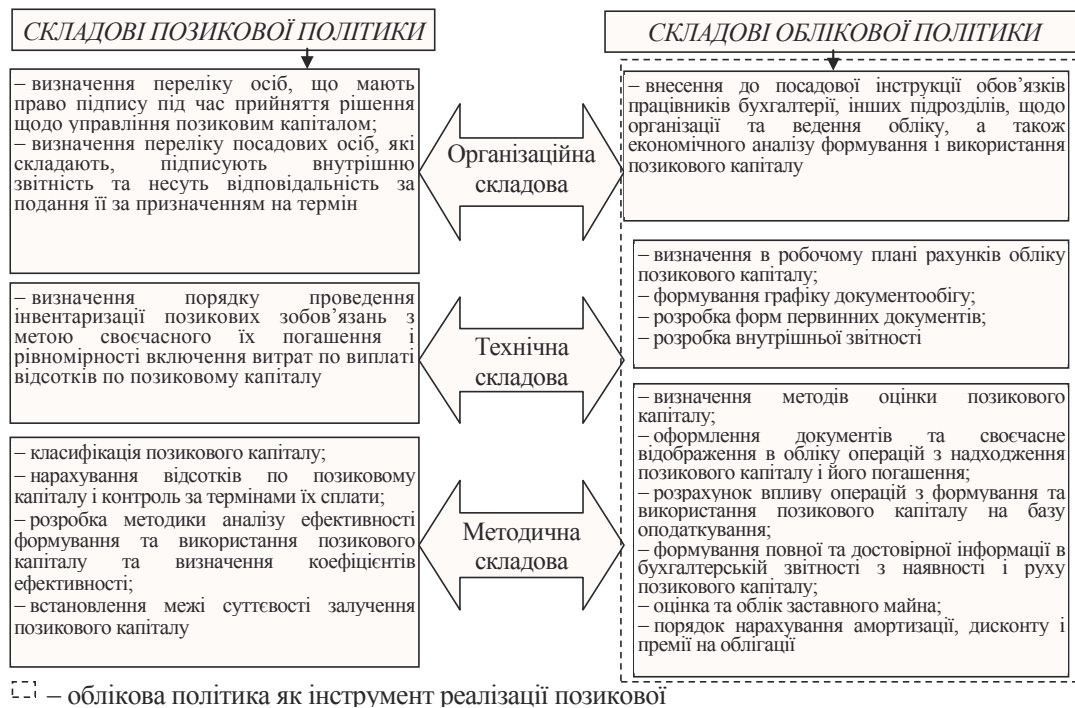 СКЛАДОВІ ПОЗИКОВОЇ ПОЛІТИКИ
СКЛАДОВІ ОБЛІКОВОЇ ПОЛІТИКИ
– визначення переліку осіб, що мають
право підпису під час прийняття рішення
щодо управління позиковим капіталом;
– визначення переліку посадових осіб, які
складають, підписують внутрішню
звітність та несуть відповідальність за
подання її за призначенням на термін
Організаційна
складова
– внесення до посадової інструкції обов’язків
працівників бухгалтерії, інших підрозділів, щодо
організації та ведення обліку, а також
економічного аналізу формування і використання
позикового капіталу
– визначення порядку проведення
інвентаризації позикових зобов’язань з
метою своєчасного їх погашення і
рівномірності включення витрат по виплаті
відсотків по позиковому капіталу
Технічна
складова
– визначення в робочому плані рахунків обліку
позикового капіталу;
– формування графіку документообігу;
– розробка форм первинних документів;
– розробка внутрішньої звітності
– класифікація позикового капіталу;
– нарахування відсотків по позиковому
капіталу і контроль за термінами їх сплати;
– розробка методики аналізу ефективності
формування та використання позикового
капіталу та визначення коефіцієнтів
ефективності;
– встановлення межі суттєвості залучення
позикового капіталу
Методична
складова
– визначення методів оцінки позикового
капіталу;
– оформлення документів та своєчасне
відображення в обліку операцій з надходження
позикового капіталу і його погашення;
– розрахунок впливу операцій з формування та
використання позикового капіталу на базу
оподаткування;
– формування повної та достовірної інформації в
бухгалтерській звітності з наявності і руху
позикового капіталу;
– оцінка та облік заставного майна;
– порядок нарахування амортизації, дисконту і
премії на облігації
– облікова політика як інструмент реалізації позикової